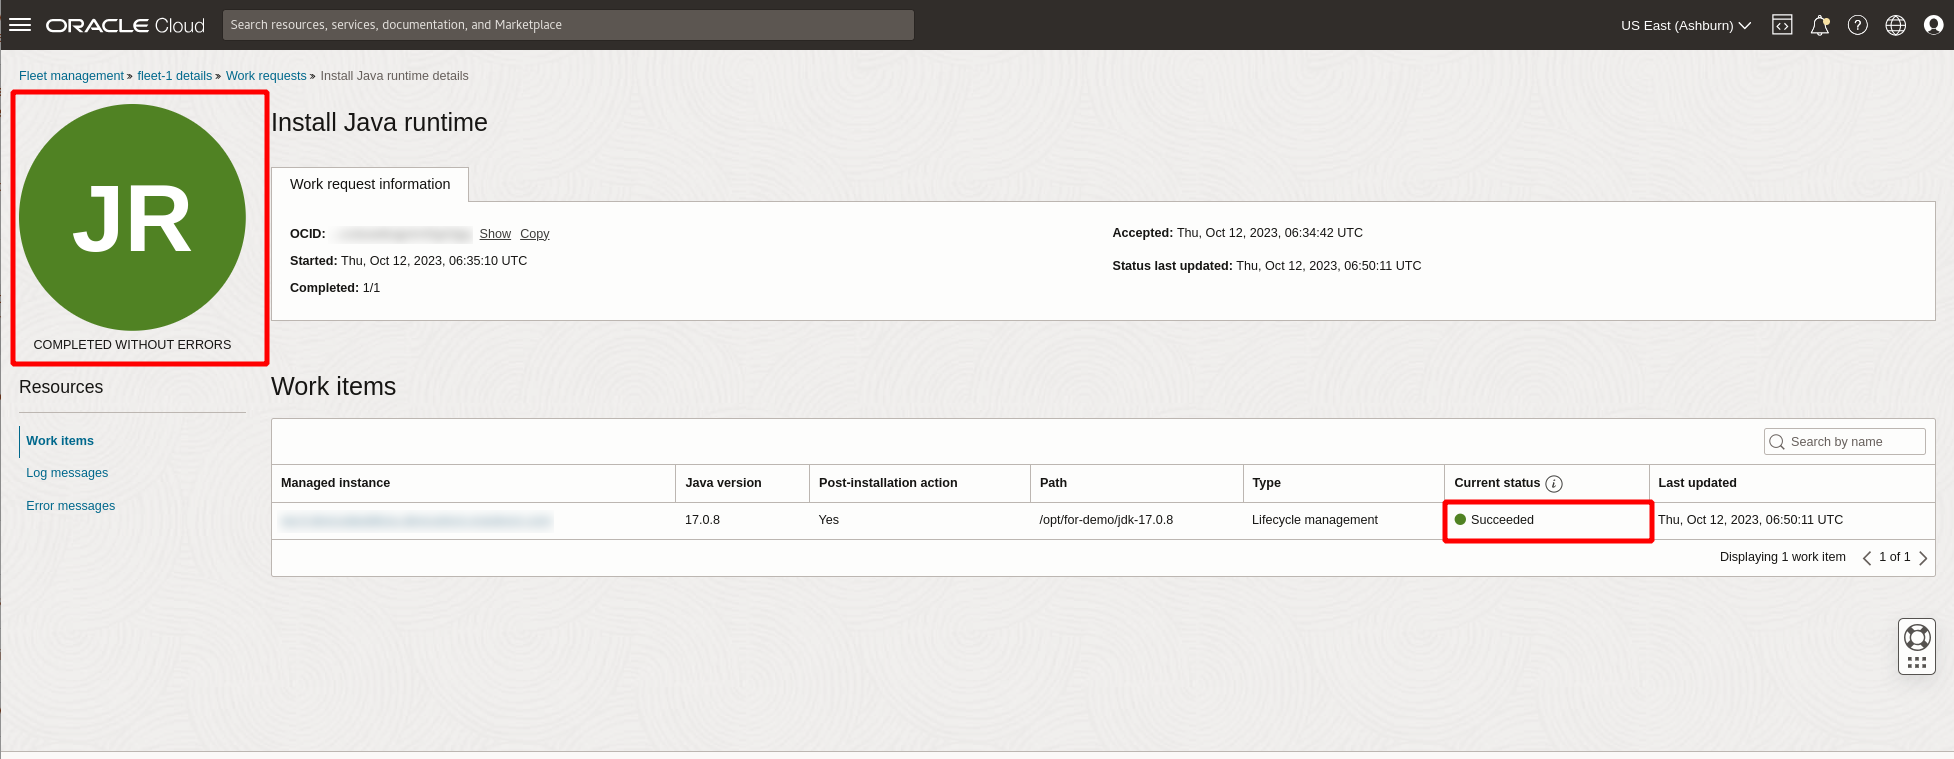 ORACLE Cloud
Search resources, services, documentation, and Marketplace
US East (Ashburn)
Fleet management » fleet-1 details » Work requests » Install Java runtime details
JR
COMPLETED WITHOUT ERRORS
Install Java runtime
Work request information
OCID: Show Copy
Started: Thu, Oct 12, 2023, 06:35:10 UTC
Completed: 1/1
Accepted: Thu, Oct 12, 2023, 06:34:42 UTC
Status last updated: Thu, Oct 12, 2023, 06:50:11 UTC
Resources
Work items
Log messages
Error messages
Work items
Search by name
Managed instance Java version Post-installation action Path Type Current status i Last updated
17.0.8 Yes /opt/for-demo/jdk-17.0.8 Lifecycle management Succeeded Thu, Oct 12, 2023, 06:50:11 UTC
Displaying 1 work item 1 of 1